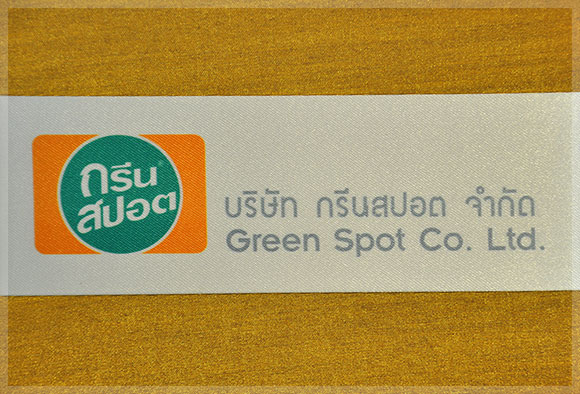 กรีน®
สปอต
บริษัท กรีนสปอต จำกัด
Green Spot Co. Ltd.